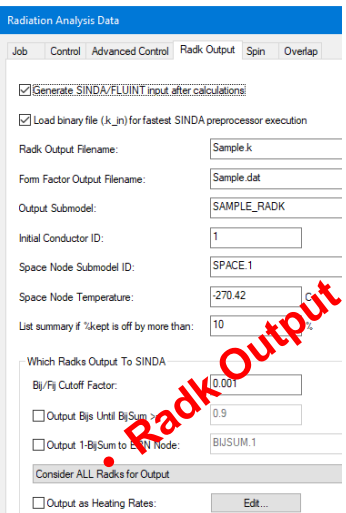 Radiation Analysis Data
Job Control Advanced Control Radk Output Spin Overlap
Generate SINDA/FLUINT input after calculations
Load binary file (.k_in) for fastest SINDA preprocessor execution
Radk Output Filename: Sample.k
Form Factor Output Filename: Sample.dat
Output Submodel: SAMPLE_RADK
Initial Conductor ID: 1
Space Node Submodel ID: SPACE.1
Space Node Temperature: -270.42 C
List summary if %kept is off by more than: 10 %
Which Radks Output To SINDA
Bij/Fij Cutoff Factor: 0.001
Output Bijs Until BijSum > 0.9
Output 1-BijSum to ERN Node: BIJSUM.1
Consider ALL Radks for Output
Output as Heating Rates: Edit...
• Radk Output